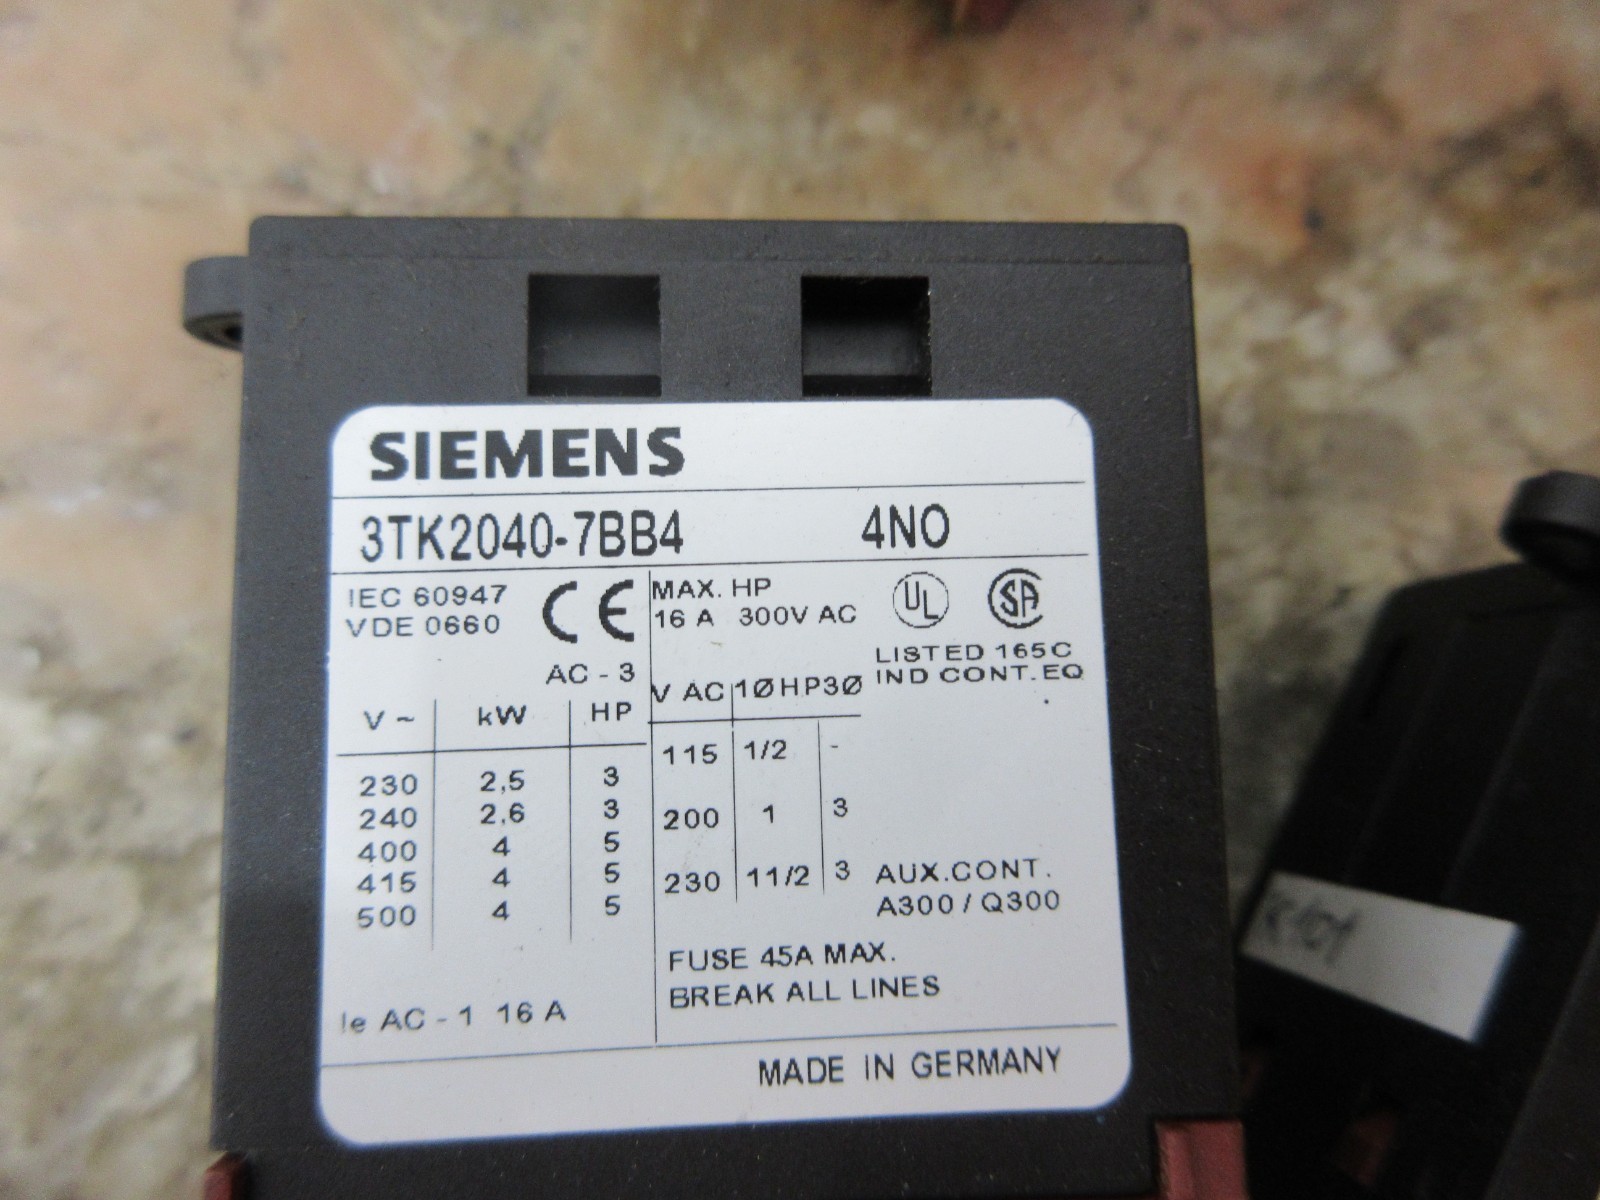 SIEMENS
3TK2040-7BB4 4NO
IEC 60947
VDE 0660
CE
MAX. HP
16 A 300V AC
UL SA
LISTED 165C
IND CONT. EQ
AC - 3
V ~ kW HP
230 2,5 3
240 2,6 3
400 4 5
415 4 5
500 4 5
Ie AC - 1 16 A
V AC 1Ø HP 3Ø
115 1/2 -
200 1 3
230 11/2 3
AUX.CONT.
A300 / Q300
FUSE 45A MAX.
BREAK ALL LINES
MADE IN GERMANY